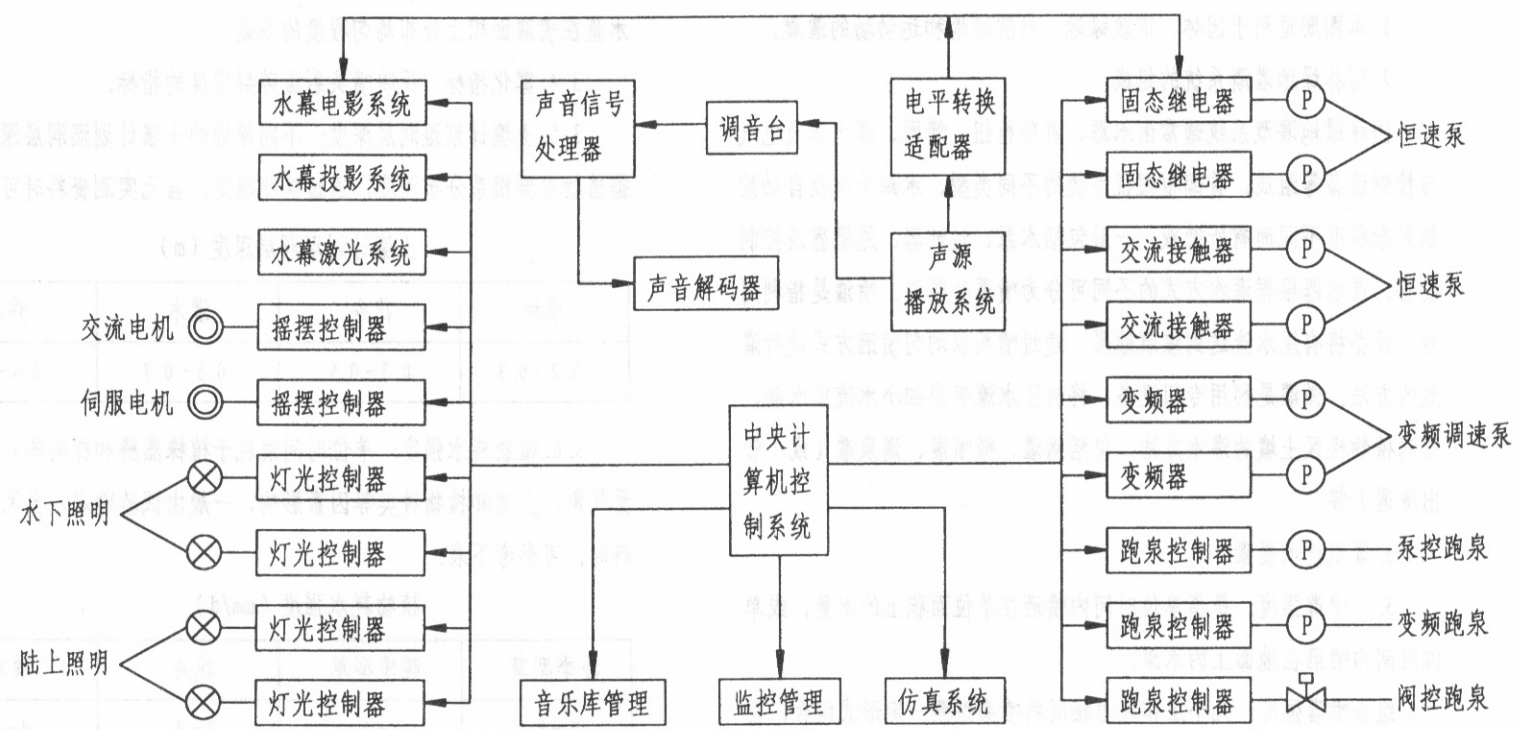 水幕电影系统
水幕投影系统
水幕激光系统
交流电机
摇摆控制器
伺服电机
摇摆控制器
水下照明
灯光控制器
灯光控制器
陆上照明
灯光控制器
灯光控制器
声音信号
处理器
调音台
电平转换
适配器
声音解码器
声源
播放系统
中央计
算机控
制系统
音乐库管理
监控管理
仿真系统
固态继电器
P
固态继电器
P
恒速泵
交流接触器
P
交流接触器
P
恒速泵
变频器
P
变频器
P
变频调速泵
跑泉控制器
P
泵控跑泉
跑泉控制器
P
变频跑泉
跑泉控制器
阀控跑泉